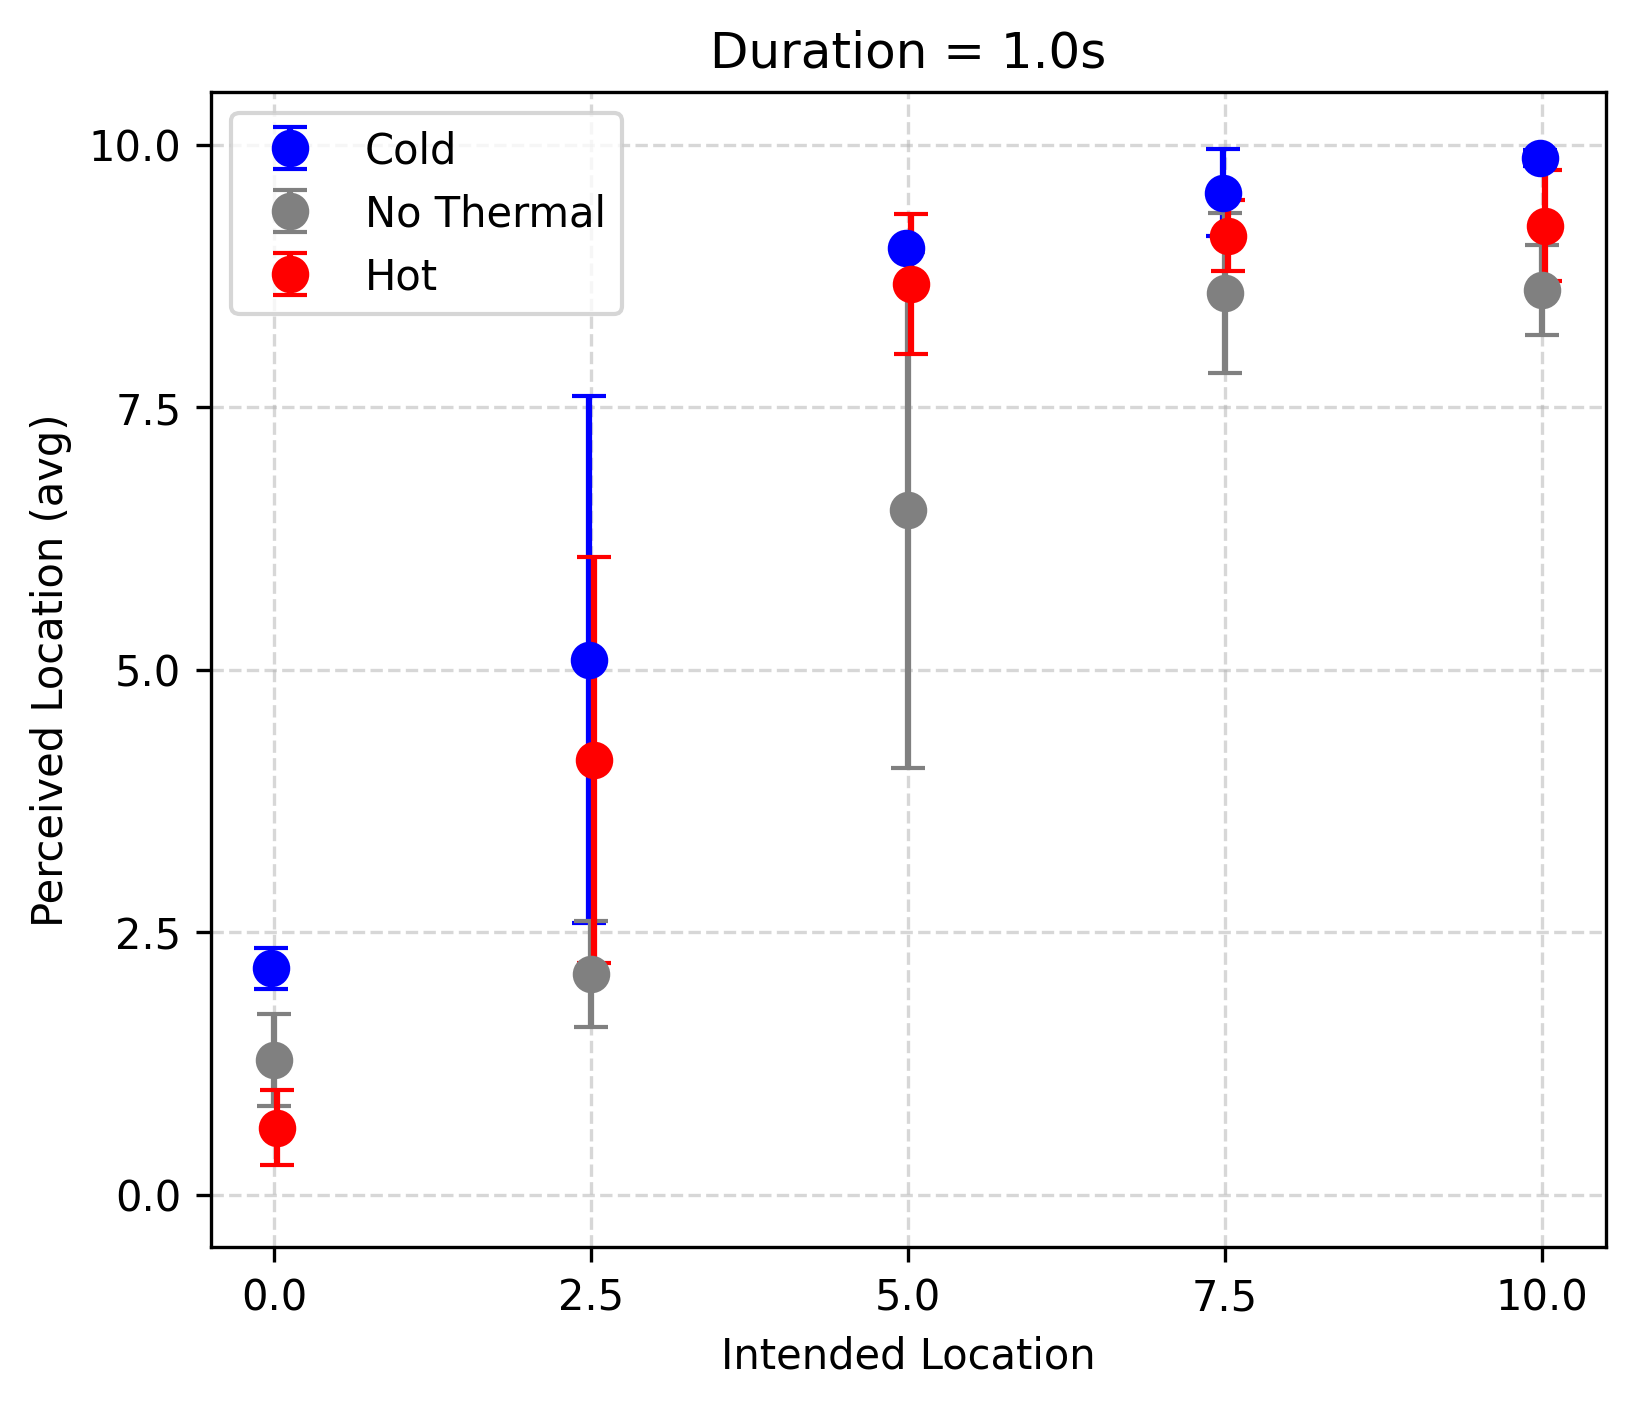 Duration = 1.0s
Cold
No Thermal
Hot
10.0
7.5
5.0
2.5
0.0
Perceived Location (avg)
0.0 2.5 5.0 7.5 10.0
Intended Location